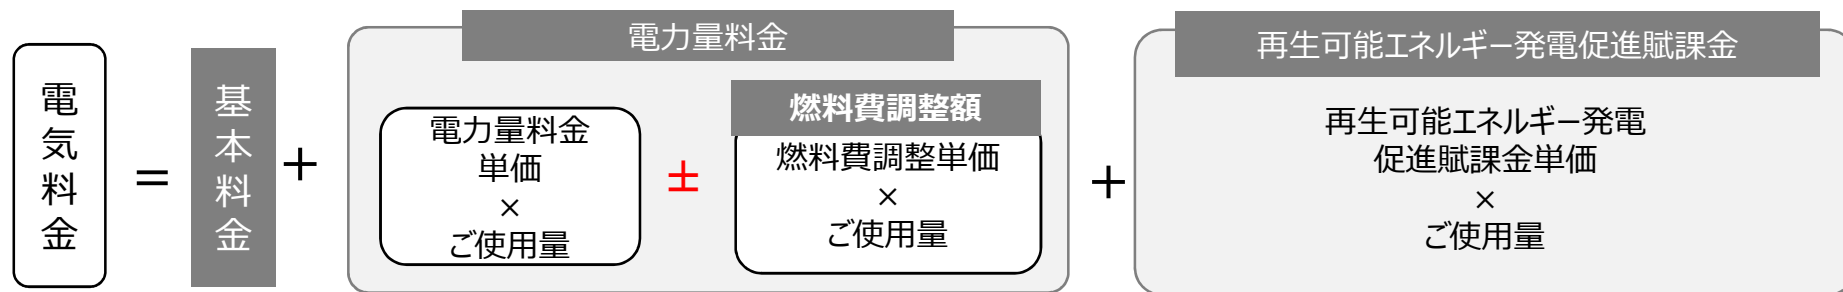 電気料金
＝
基本料金
＋
電力量料金
電力量料金
単価
×
ご使用量
±
燃料費調整額
燃料費調整単価
×
ご使用量
＋
再生可能エネルギー発電促進賦課金
再生可能エネルギー発電
促進賦課金単価
×
ご使用量